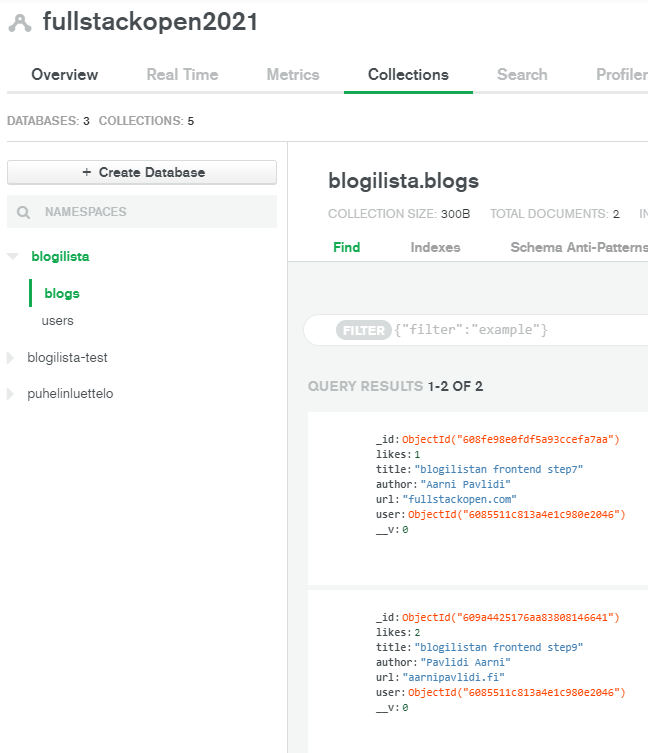 fullstackopen2021
Overview Real Time Metrics Collections Search Profiler
DATABASES: 3 COLLECTIONS: 5
+ Create Database
NAMESPACES
blogilista
blogs
users
blogilista-test
puhelinluettelo
blogilista.blogs
COLLECTION SIZE: 300B TOTAL DOCUMENTS: 2 IN
Find Indexes Schema Anti-Patterns
FILTER {"filter":"example"}
QUERY RESULTS 1-2 OF 2
_id: ObjectId("608fe98e0fdf5a93ccefa7aa")
likes: 1
title: "blogilistan frontend step7"
author: "Aarni Pavlidi"
url: "fullstackopen.com"
user: ObjectId("6085511c813a4e1c980e2046")
__v: 0
_id: ObjectId("609a4425176aa83808146641")
likes: 2
title: "blogilistan frontend step9"
author: "Pavlidi Aarni"
url: "aarnipavlidi.fi"
user: ObjectId("6085511c813a4e1c980e2046")
__v: 0